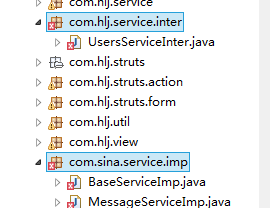 com.hlj.service
com.hlj.service.inter
UsersServiceInter.java
com.hlj.struts
com.hlj.struts.action
com.hlj.struts.form
com.hlj.util
com.hlj.view
com.sina.service.imp
BaseServiceImp.java
MessageServiceImp.java